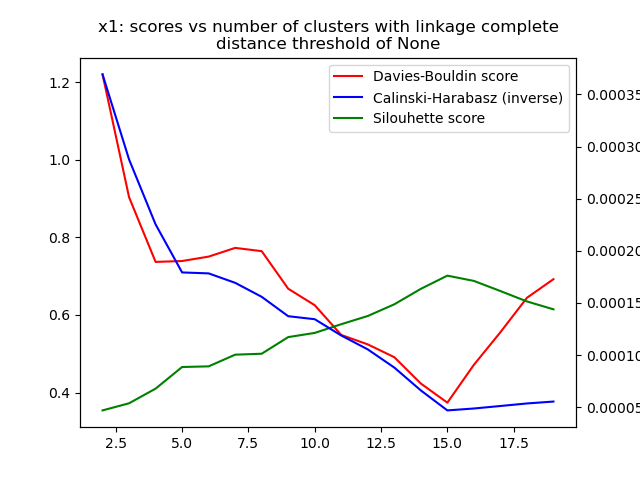 x1: scores vs number of clusters with linkage complete
distance threshold of None
Davies-Bouldin score
Calinski-Harabasz (inverse)
Silouhette score
1.2
1.0
0.8
0.6
0.4
0.00035
0.00030
0.00025
0.00020
0.00015
0.00010
0.00005
2.5 5.0 7.5 10.0 12.5 15.0 17.5